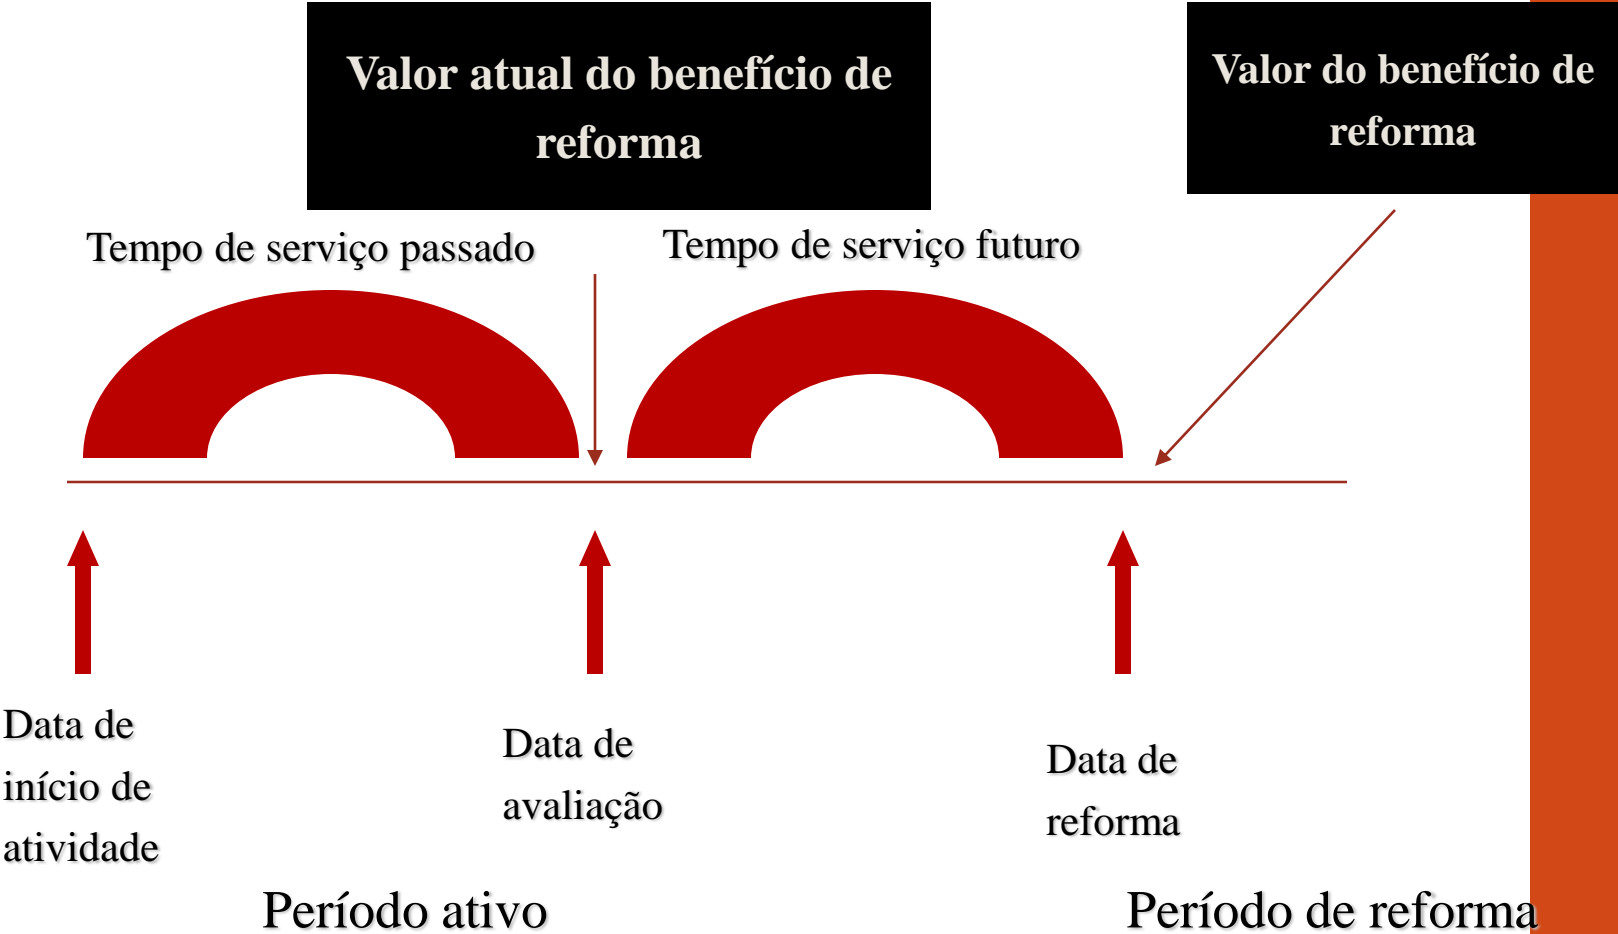 Valor atual do benefício de
reforma
Valor do benefício de
reforma
Tempo de serviço passado
Tempo de serviço futuro
Data de
início de
atividade
Data de
avaliação
Data de
reforma
Período ativo
Período de reforma